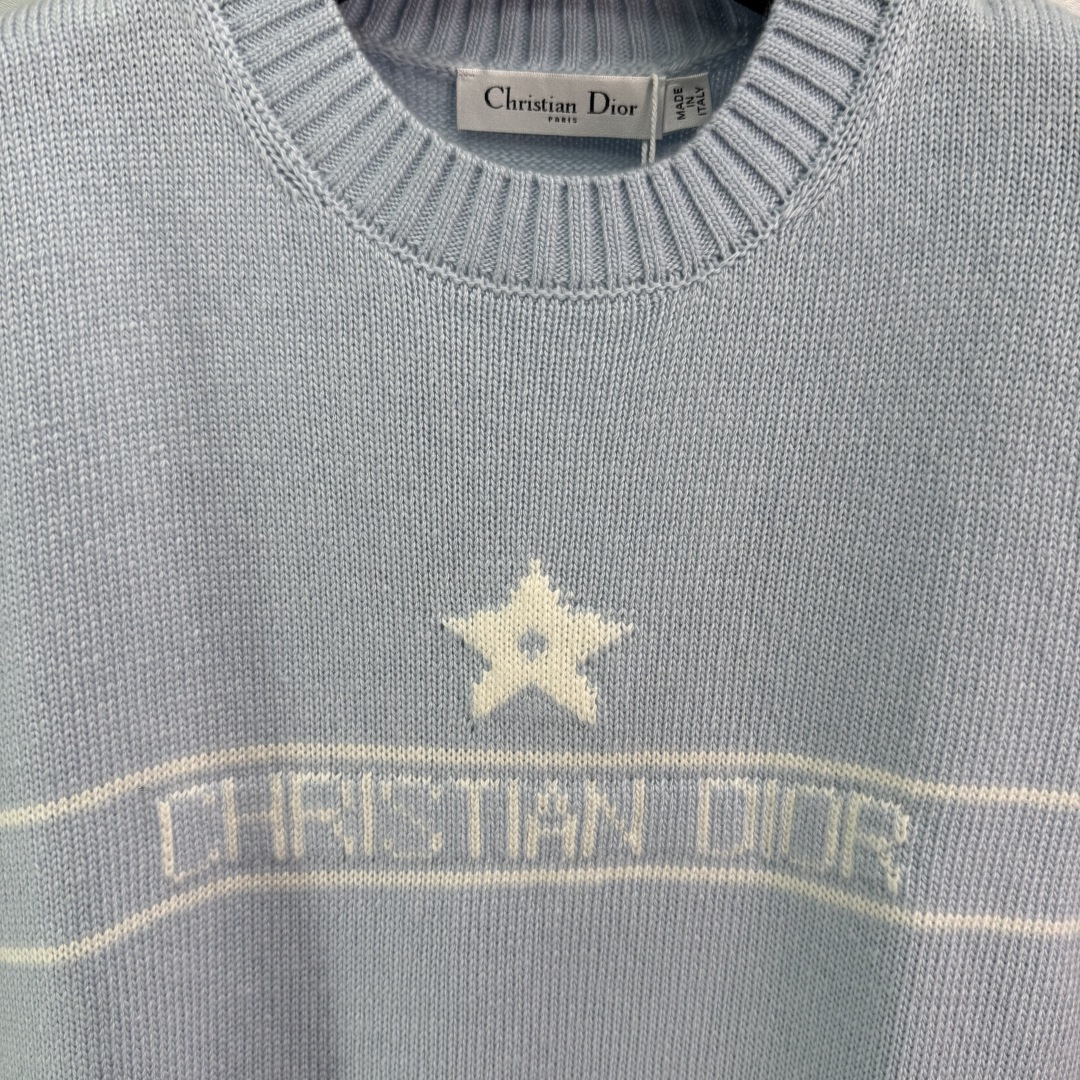 Christian Dior
PARIS
MADE
IN
ITALY
CHRISTIAN DIOR